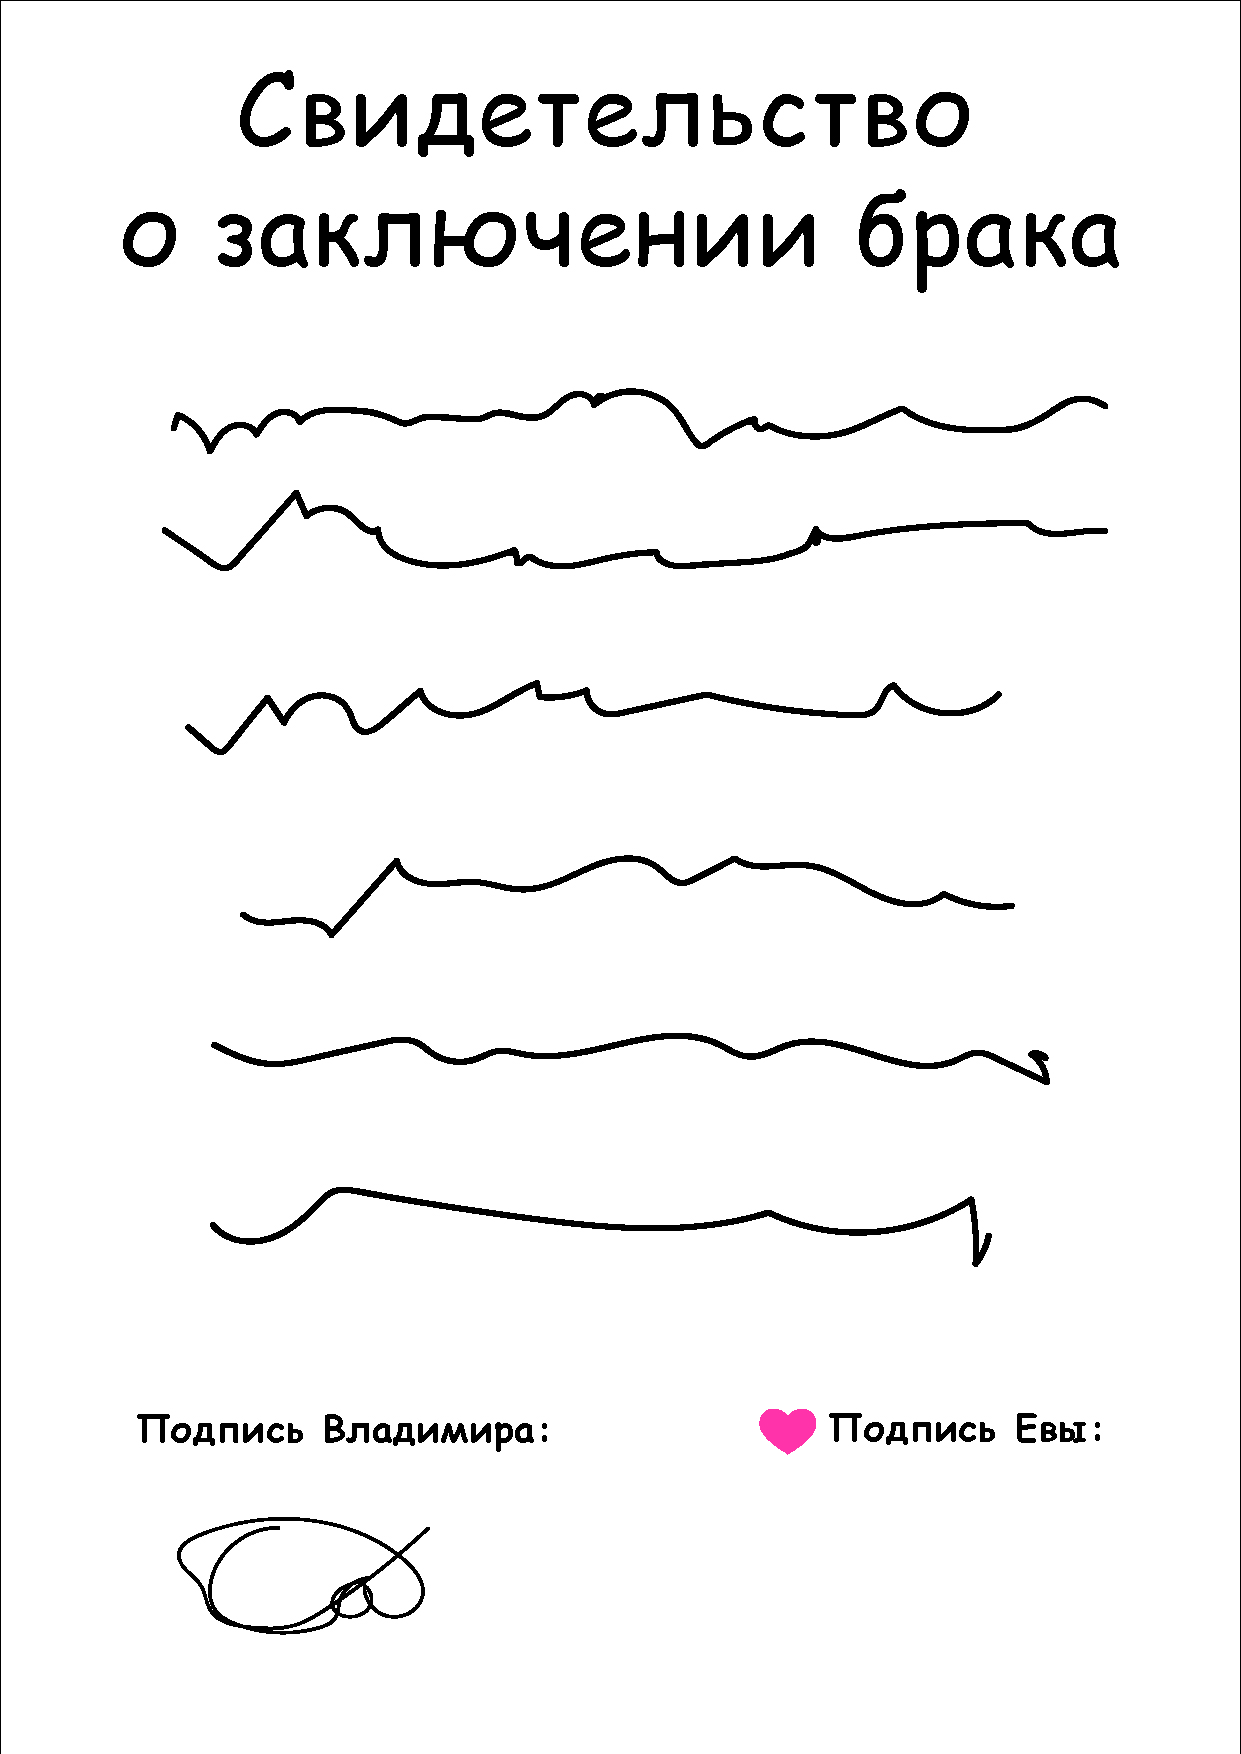 Свидетельство
о заключении брака
Подпись Владимира:
Подпись Евы: